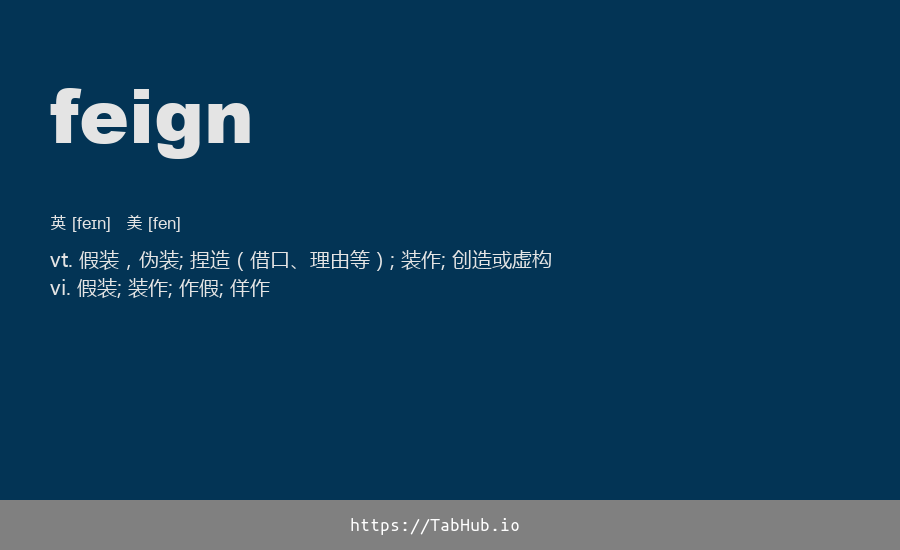 feign
英 [feɪn] 美 [fen]
vt. 假装，伪装; 捏造（借口、理由等）; 装作; 创造或虚构
vi. 假装; 装作; 作假; 佯作
https://TabHub.io